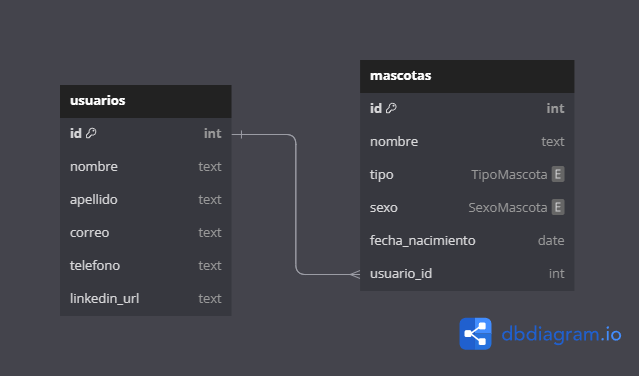 usuarios
id int
nombre text
apellido text
correo text
telefono text
linkedin_url text
mascotas
id int
nombre text
tipo TipoMascota E
sexo SexoMascota E
fecha_nacimiento date
usuario_id int
dbdiagram.io